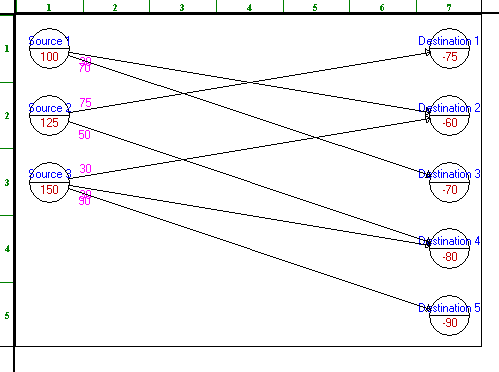 1 2 3 4 5 6 7
1
Source 1
100
30
70
Destination 1
-75
2
Source 2
125
75
50
Destination 2
-60
3
Source 3
150
30
30
90
Destination 3
-70
4
Destination 4
-80
5
Destination 5
-90